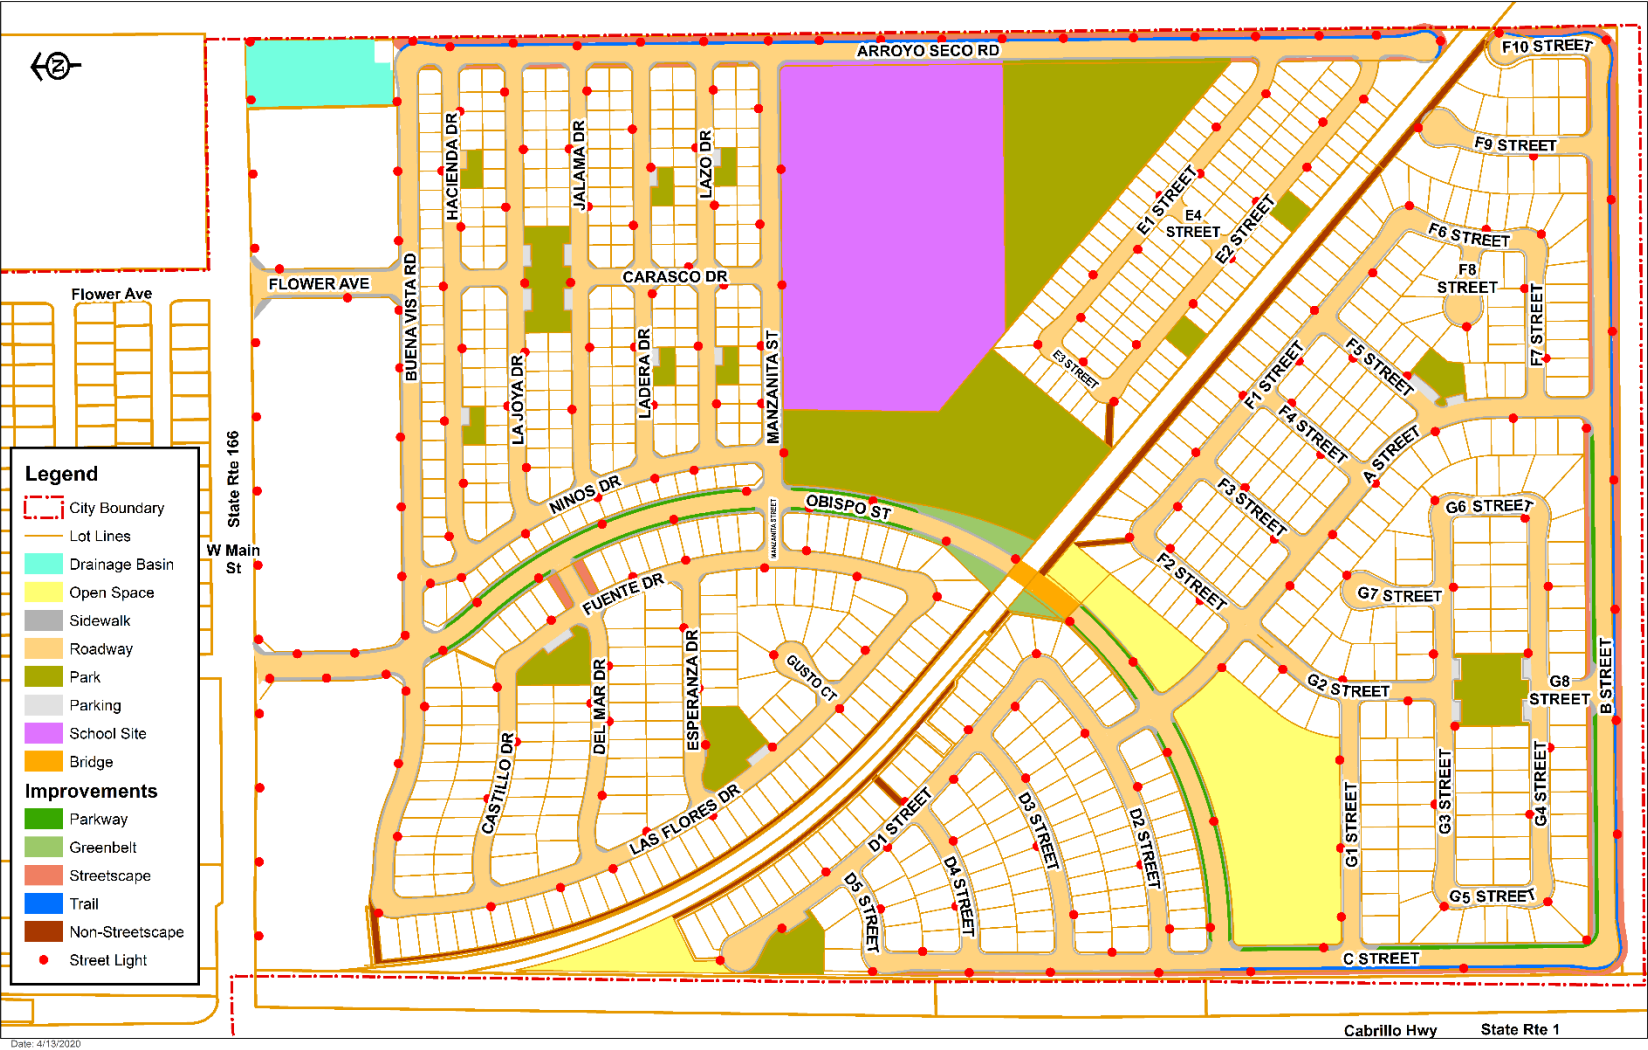 ARROYO SECO RD
F10 STREET
N
F9 STREET
HACIENDA DR
JALAMA DR
LAZO DR
E1 STREET
E4
STREET
E2 STREET
F6 STREET
F8
STREET
FLOWER AVE
Flower Ave
BUENA VISTA RD
CARASCO DR
LA JOYA DR
LADERA DR
MANZANITA ST
E3 STREET
F1 STREET
F5 STREET
F7 STREET
F4 STREET
A STREET
State Rte 166
W Main
St
NINOS DR
OBISPO ST
MANZANITA STREET
F3 STREET
G6 STREET
F2 STREET
G7 STREET
FUENTE DR
ESPERANZA DR
GUSTO CT
DEL MAR DR
CASTILLO DR
LAS FLORES DR
G2 STREET
G8
STREET
B STREET
D1 STREET
D3 STREET
D2 STREET
D4 STREET
D5 STREET
G1 STREET
G3 STREET
G4 STREET
G5 STREET
C STREET
Legend
City Boundary
Lot Lines
Drainage Basin
Open Space
Sidewalk
Roadway
Park
Parking
School Site
Bridge
Improvements
Parkway
Greenbelt
Streetscape
Trail
Non-Streetscape
Street Light
Cabrillo Hwy
State Rte 1
Date: 4/13/2020